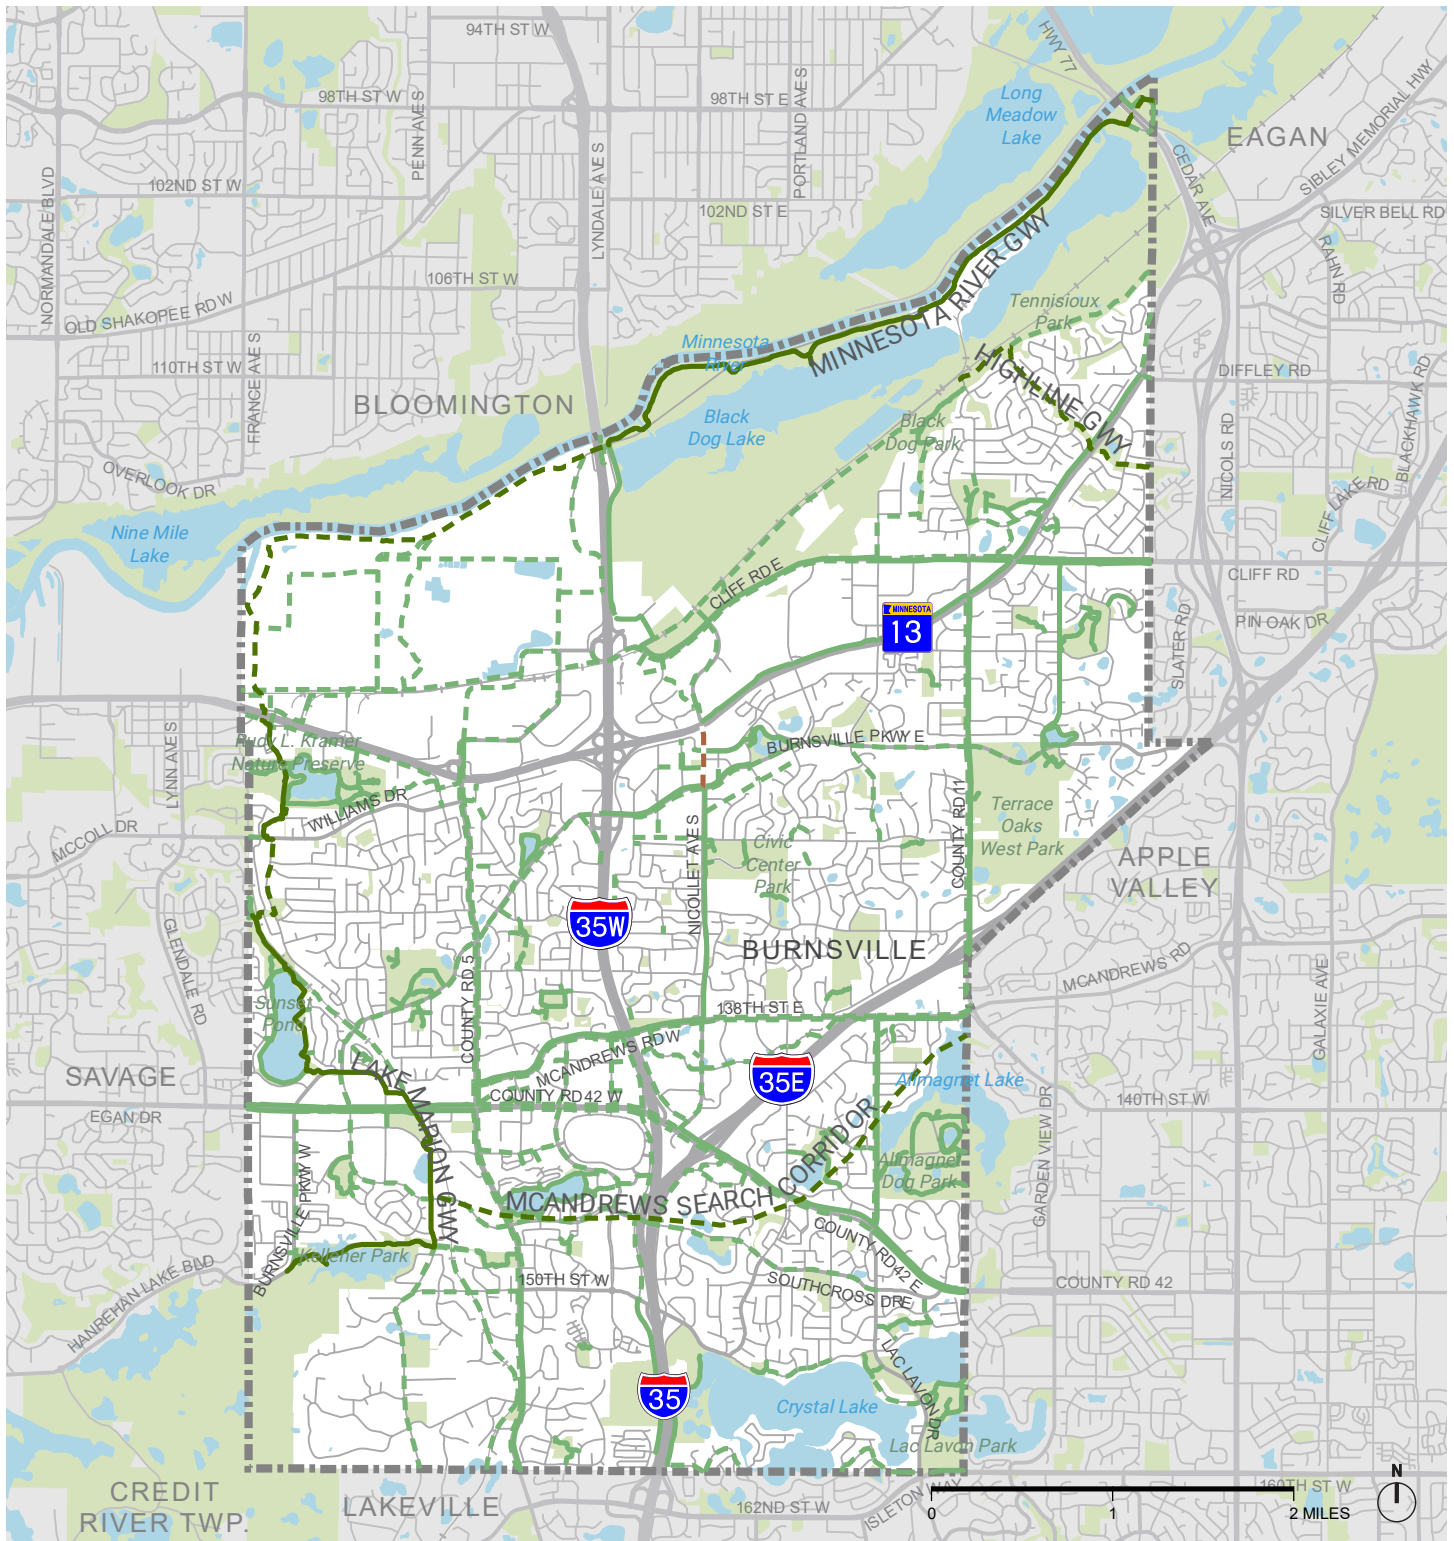 94TH ST W
HWY 77
98TH ST W
98TH ST E
PENN AVE S
PORTLAND AVE S
Long
Meadow
Lake
EAGAN
SIBLEY MEMORIAL HWY
CEDAR AVE
NORMANDALE BLVD
102ND ST W
LYNDALE AVE S
102ND ST E
SILVER BELL RD
RAHN RD
106TH ST W
OLD SHAKOPEE RD W
MINNESOTA RIVER GWY
Tennisioux
Park
FRANCE AVE S
110TH ST W
Minnesota
River
HIGHLINE GWY
DIFFLEY RD
BLACKHAWK RD
BLOOMINGTON
Black
Dog Lake
Black
Dog Park
NICOLS RD
OVERLOOK DR
CLIFF LAKE RD
Nine Mile
Lake
CLIFF RD E
CLIFF RD
MINNESOTA
13
PIN OAK DR
SLATER RD
LYNN AVE S
Rudy L. Kramer
Nature Preserve
BURNSVILLE PKWY E
WILLIAMS DR
MCCOLL DR
NICOLLET AVE S
COUNTY RD 11
Terrace
Oaks
West Park
Civic
Center
Park
APPLE
VALLEY
GLENDALE RD
35W
BURNSVILLE
MCANDREWS RD
GALAXIE AVE
COUNTY RD 5
Sunset
Pond
138TH ST E
MCANDREWS RD W
SAVAGE
LAKE MARION GWY
35E
Alimagnet Lake
COUNTY RD 42 W
EGAN DR
140TH ST W
GARDEN VIEW DR
BURNSVILLE PKWY W
Alimagnet
Dog Park
MCANDREWS SEARCH CORRIDOR
COUNTY RD 42 E
Kelleher Park
HANREHAN LAKE BLVD
150TH ST W
SOUTHCROSS DR E
COUNTY RD 42
LAC LAVON DR
35
Crystal Lake
Lac Lavon Park
CREDIT
RIVER TWP.
LAKEVILLE
162ND ST W
ISLETON WAY
160TH ST W
N
0
1
2 MILES